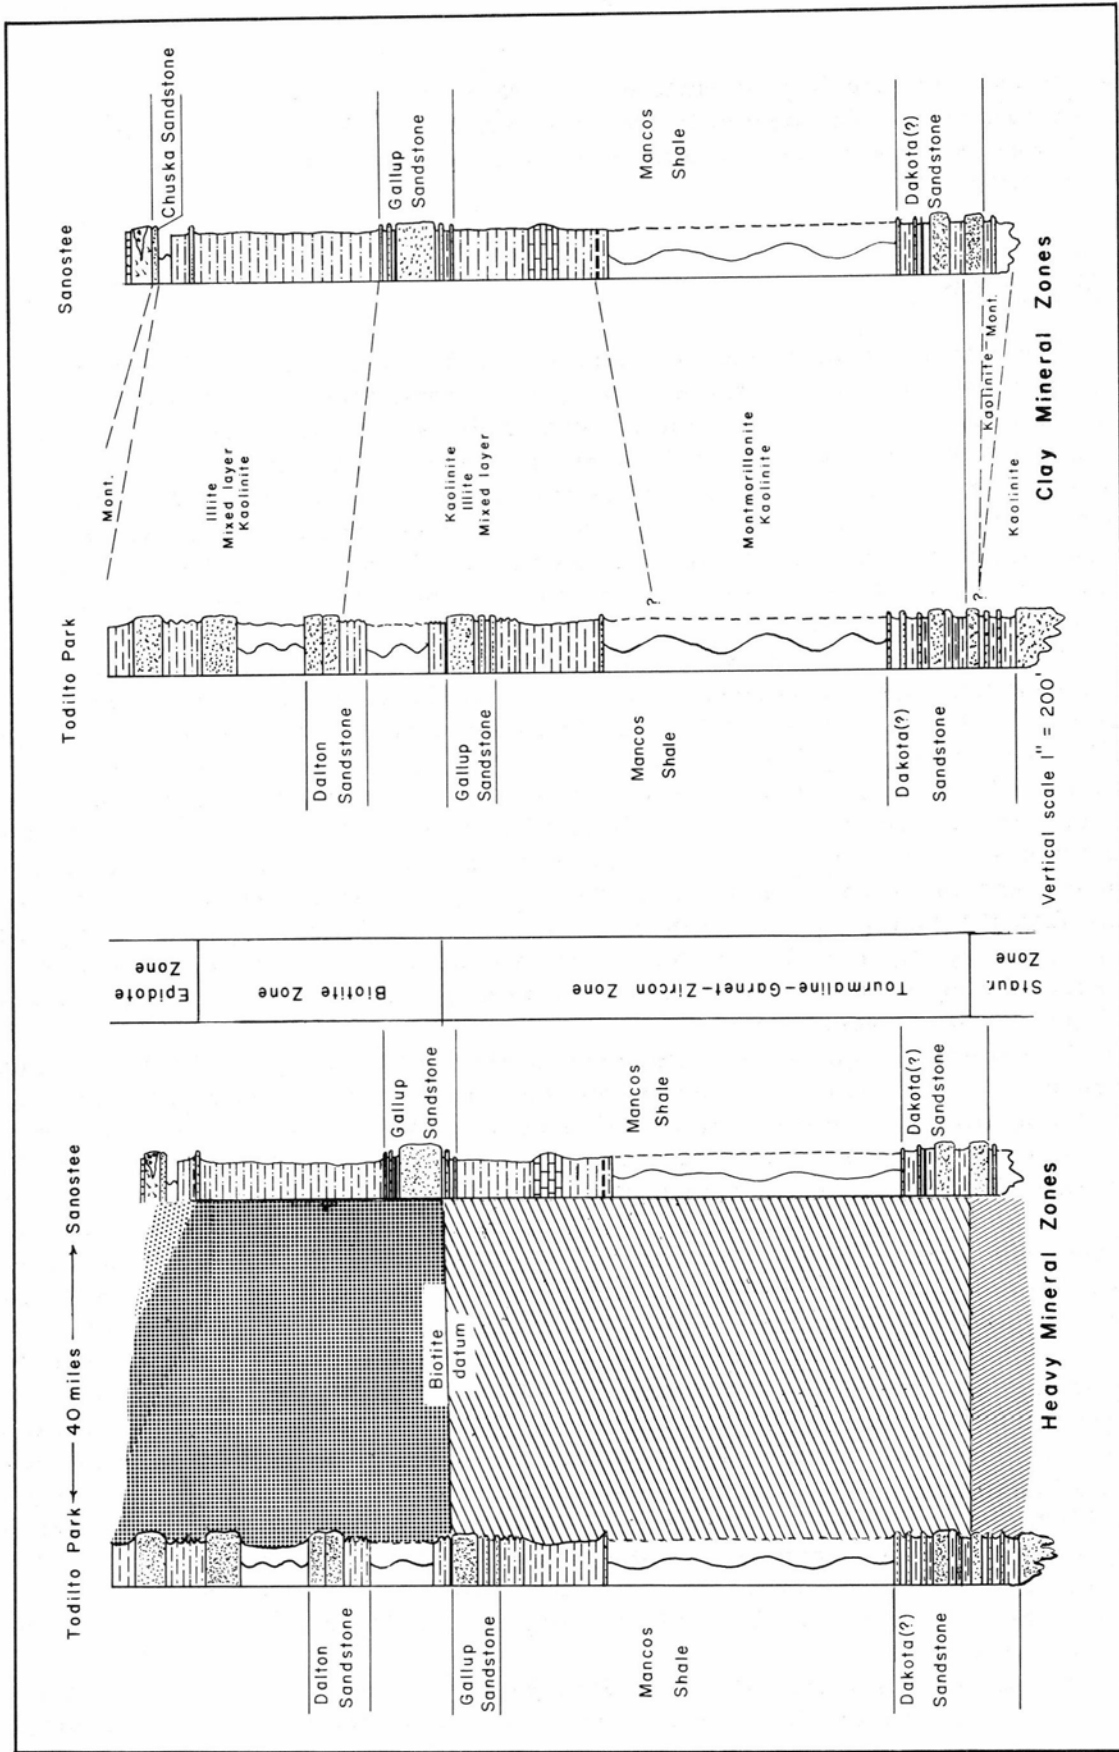 Todilto Park ← 40 miles → Sanostee
Dalton
Sandstone
Gallup
Sandstone
Mancos
Shale
Dakota(?)
Sandstone
Biotite
datum
Gallup
Sandstone
Mancos
Shale
Dakota(?)
Sandstone
Heavy Mineral Zones
Epidote
Zone
Biotite Zone
Tourmaline-Garnet-Zircon Zone
Staur.
Zone
Todilto Park
Sanostee
Dalton
Sandstone
Gallup
Sandstone
Mancos
Shale
Dakota(?)
Sandstone
Vertical scale 1" = 200'
Mont.
Illite
Mixed layer
Kaolinite
Kaolinite
Illite
Mixed layer
?
Montmorillonite
Kaolinite
?
Kaolinite-Mont.
Kaolinite
Chuska Sandstone
Gallup
Sandstone
Mancos
Shale
Dakota(?)
Sandstone
Clay Mineral Zones